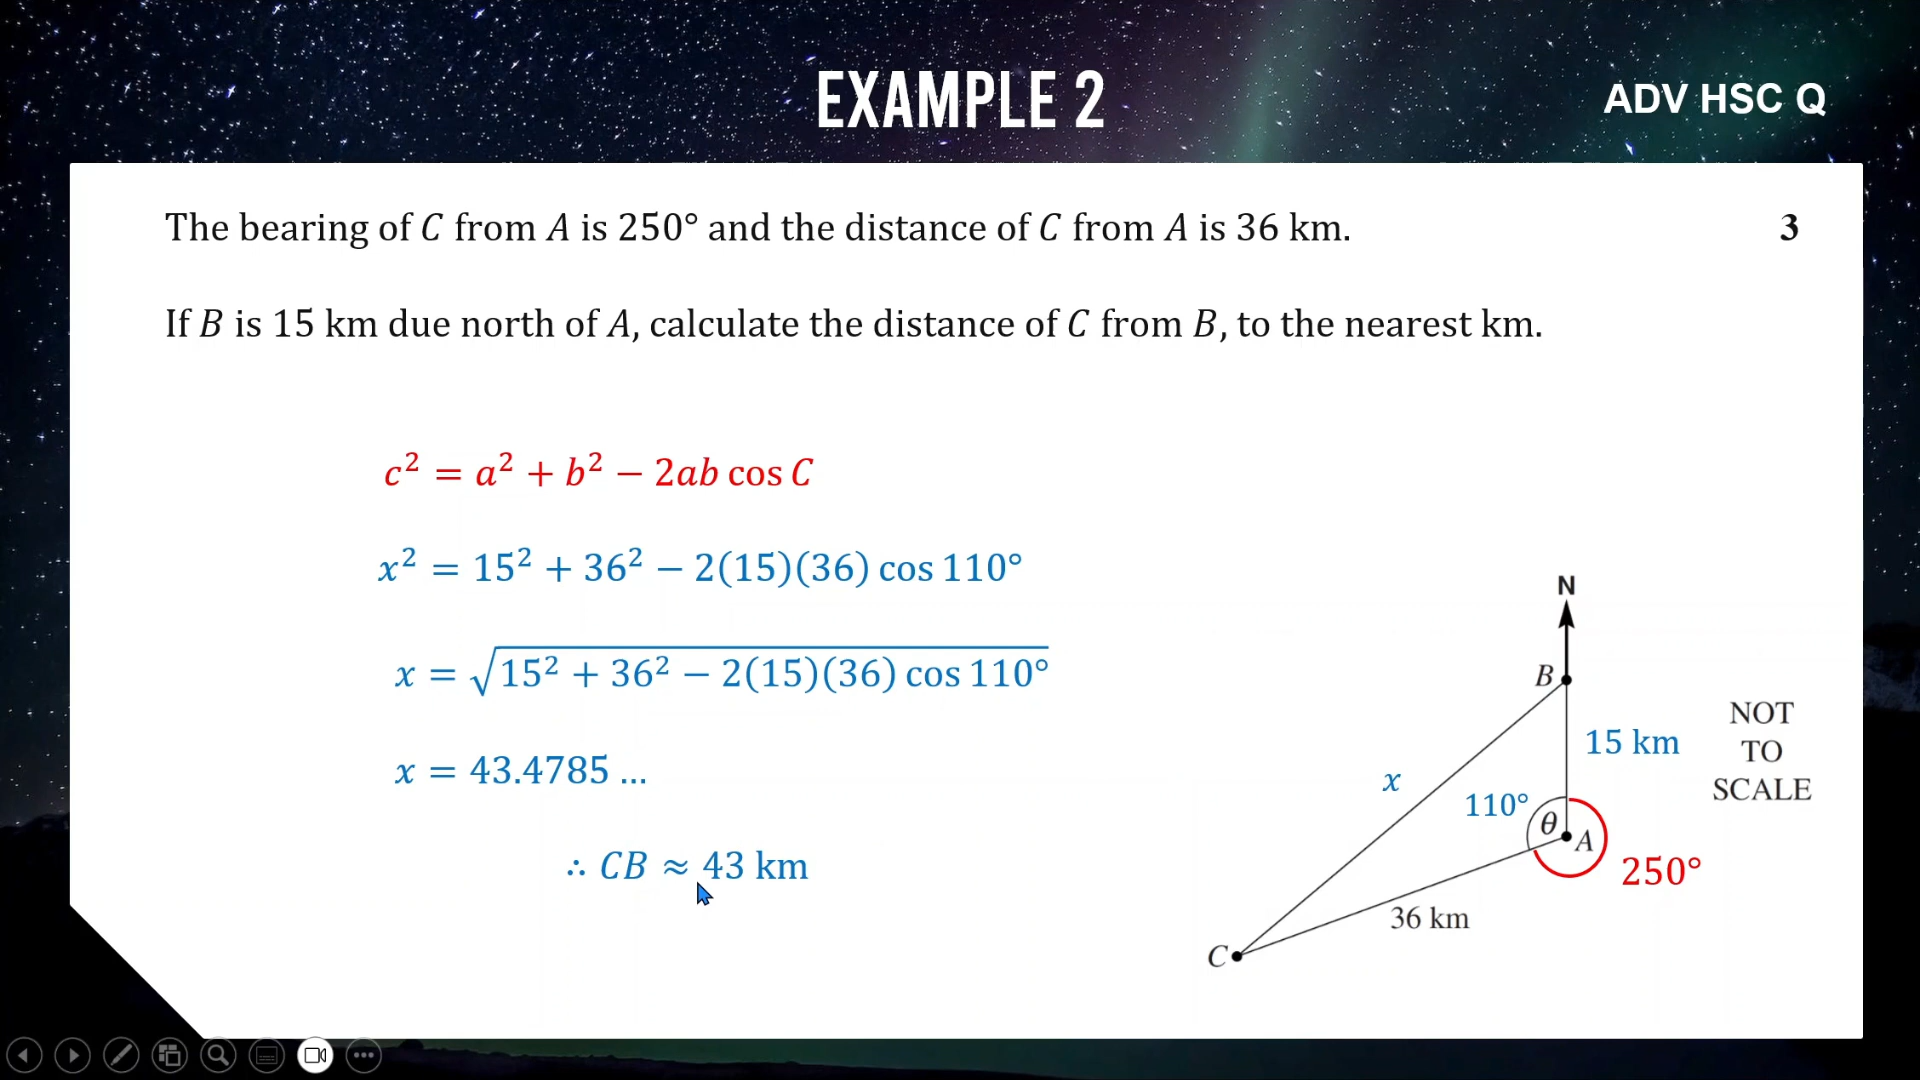 EXAMPLE 2
ADV HSC Q
The bearing of C from A is 250° and the distance of C from A is 36 km.
3
If B is 15 km due north of A, calculate the distance of C from B, to the nearest km.
c² = a² + b² − 2ab cos C
x² = 15² + 36² − 2(15)(36) cos 110°
x = √15² + 36² − 2(15)(36) cos 110°
x = 43.4785 ...
∴ CB ≈ 43 km
N
B
15 km
NOT
TO
SCALE
x
110°
θ
A
250°
36 km
C